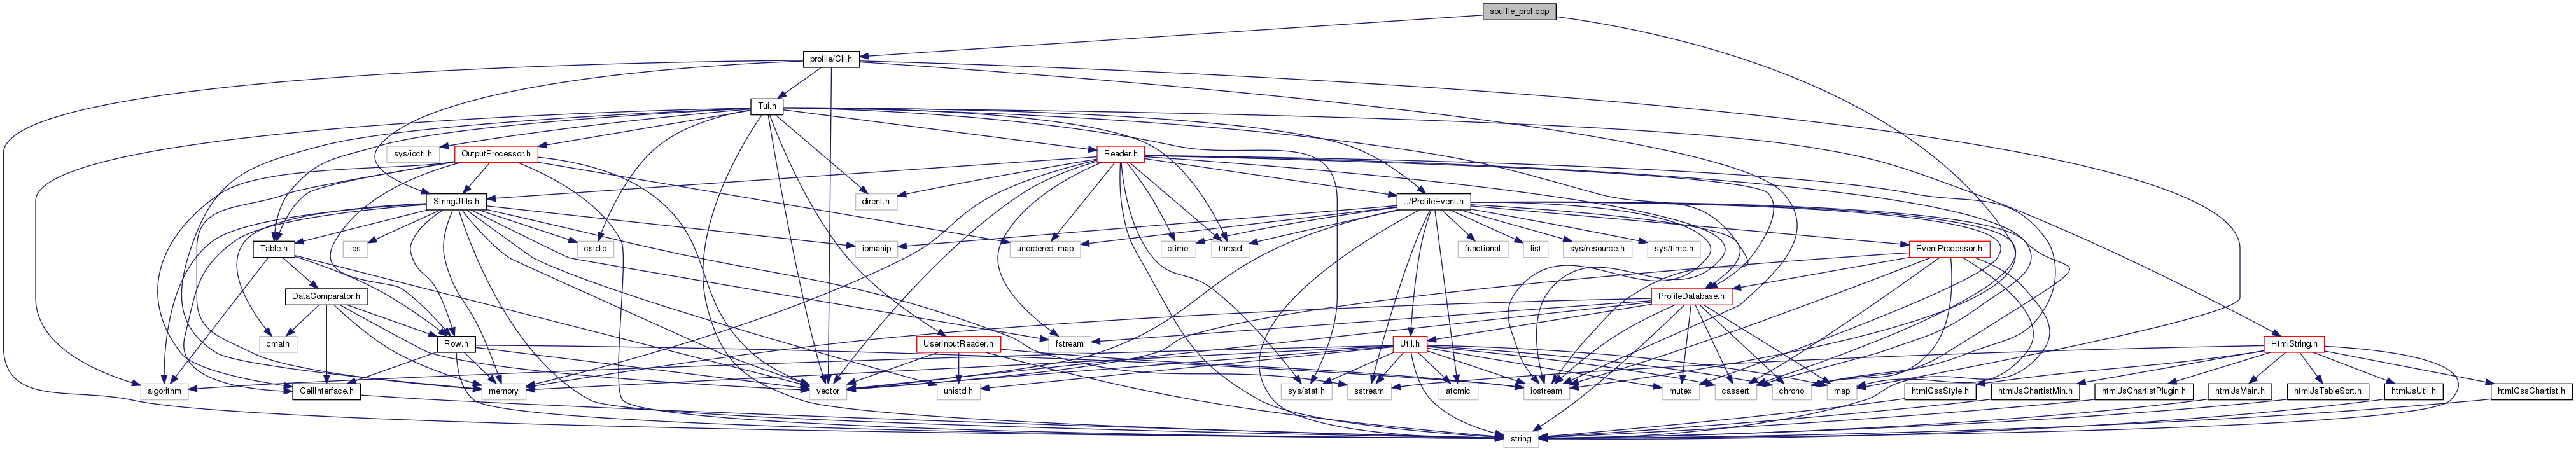 souffle_prof.cpp
profile/Cli.h
Tui.h
sys/ioctl.h
OutputProcessor.h
Reader.h
dirent.h
StringUtils.h
../ProfileEvent.h
Table.h
ios
cstdio
iomanip
unordered_map
ctime
thread
functional
list
sys/resource.h
sys/time.h
EventProcessor.h
DataComparator.h
ProfileDatabase.h
cmath
Row.h
fstream
UserInputReader.h
Util.h
HtmlString.h
algorithm
CellInterface.h
memory
vector
unistd.h
sys/stat.h
sstream
atomic
iostream
mutex
cassert
chrono
map
htmlCssStyle.h
htmlJsChartistMin.h
htmlJsChartistPlugin.h
htmlJsMain.h
htmlJsTableSort.h
htmlJsUtil.h
htmlCssChartist.h
string